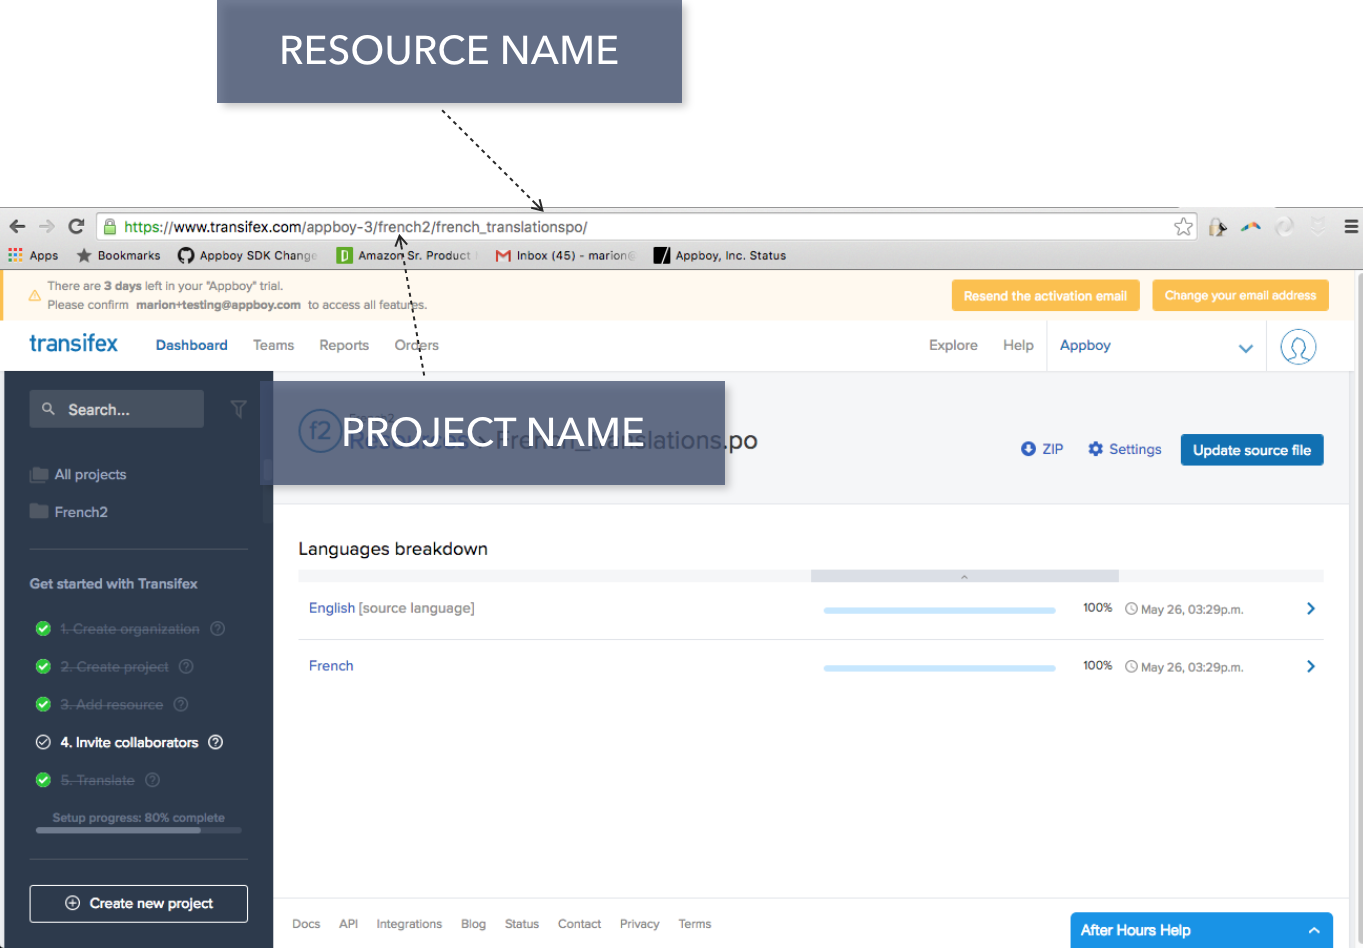 RESOURCE NAME
https://www.transifex.com/appboy-3/french2/french_translationspo/
Apps
Bookmarks
Appboy SDK Change
Amazon Sr. Product
Inbox (45) - marion@
Appboy, Inc. Status
There are 3 days left in your "Appboy" trial.
Please confirm marion+testing@appboy.com to access all features.
Resend the activation email
Change your email address
transifex
Dashboard
Teams
Reports
Orders
Explore
Help
Appboy
Search...
f2
French2
Resources > French_translations.po
PROJECT NAME
ZIP
Settings
Update source file
All projects
French2
Get started with Transifex
1. Create organization
2. Create project
3. Add resource
4. Invite collaborators
5. Translate
Setup progress: 80% complete
Create new project
Languages breakdown
English [source language]
100%
May 26, 03:29p.m.
French
100%
May 26, 03:29p.m.
Docs
API
Integrations
Blog
Status
Contact
Privacy
Terms
After Hours Help